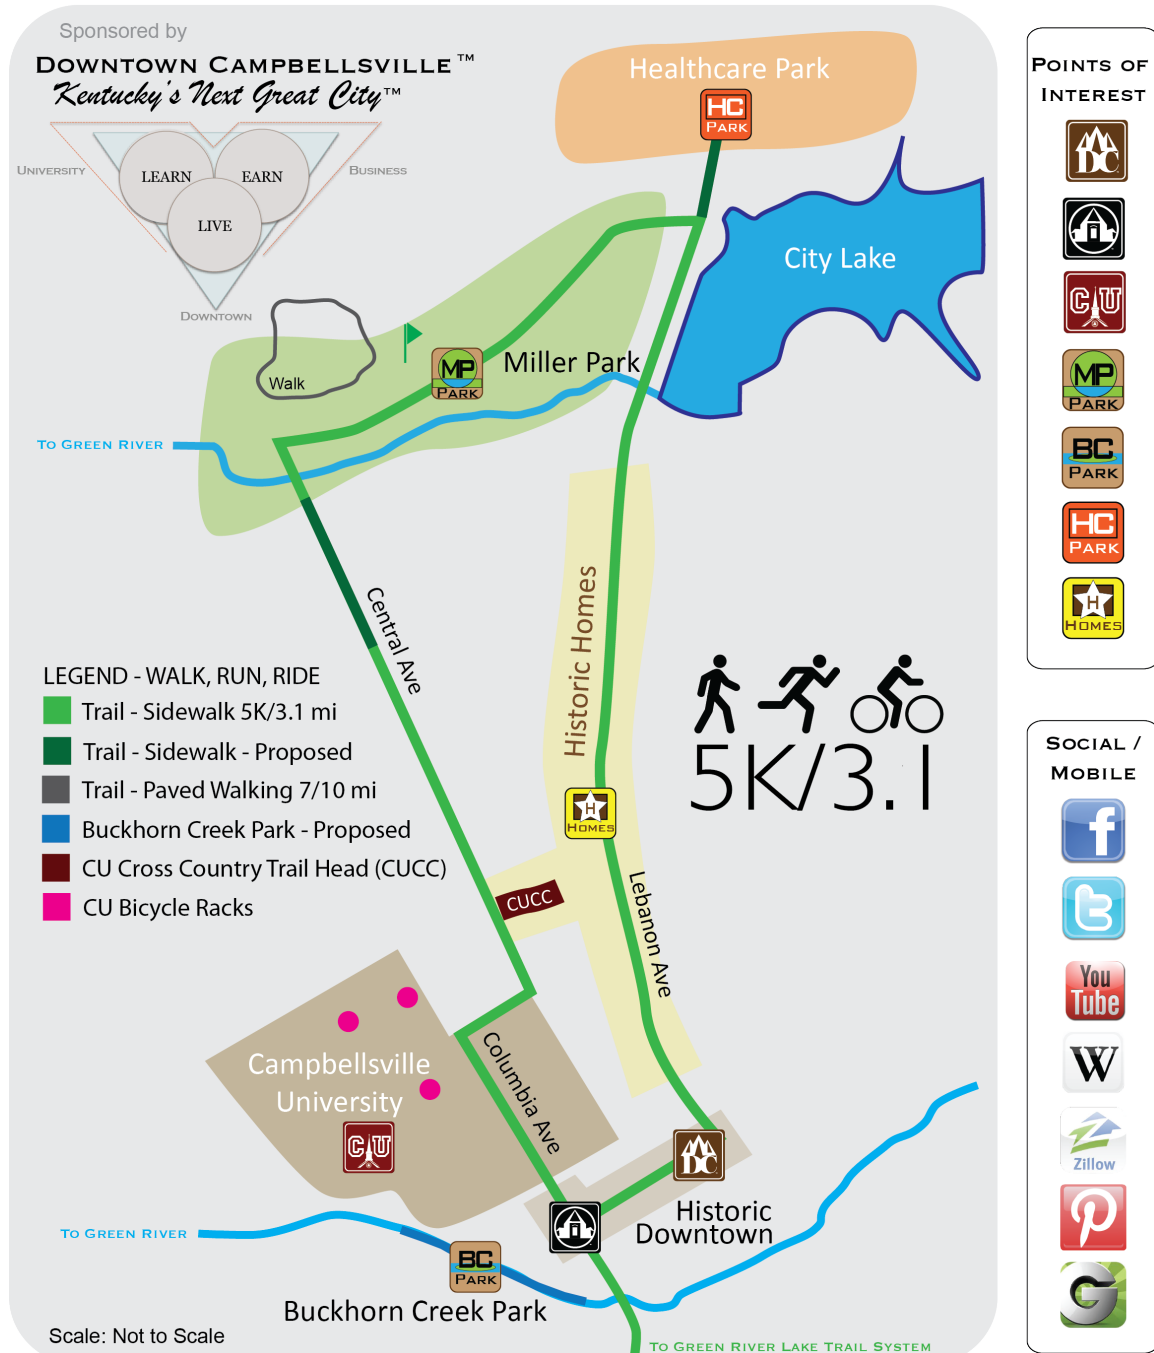 Sponsored by
DOWNTOWN CAMPBELLSVILLE™
Kentucky's Next Great City™
UNIVERSITY
BUSINESS
LEARN
EARN
LIVE
DOWNTOWN
Healthcare Park
HC
PARK
City Lake
Walk
MP
PARK
Miller Park
TO GREEN RIVER
Central Ave
Historic Homes
LEGEND - WALK, RUN, RIDE
Trail - Sidewalk 5K/3.1 mi
Trail - Sidewalk - Proposed
Trail - Paved Walking 7/10 mi
Buckhorn Creek Park - Proposed
CU Cross Country Trail Head (CUCC)
CU Bicycle Racks
5K/3.1
H
HOMES
CUCC
Lebanon Ave
Campbellsville
University
CU
Columbia Ave
DC
Historic
Downtown
TO GREEN RIVER
BC
PARK
Buckhorn Creek Park
Scale: Not to Scale
TO GREEN RIVER LAKE TRAIL SYSTEM
POINTS OF
INTEREST
DC
CU
MP
PARK
BC
PARK
HC
PARK
H
HOMES
SOCIAL /
MOBILE
f
t
You
Tube
W
Z
Zillow
P
G